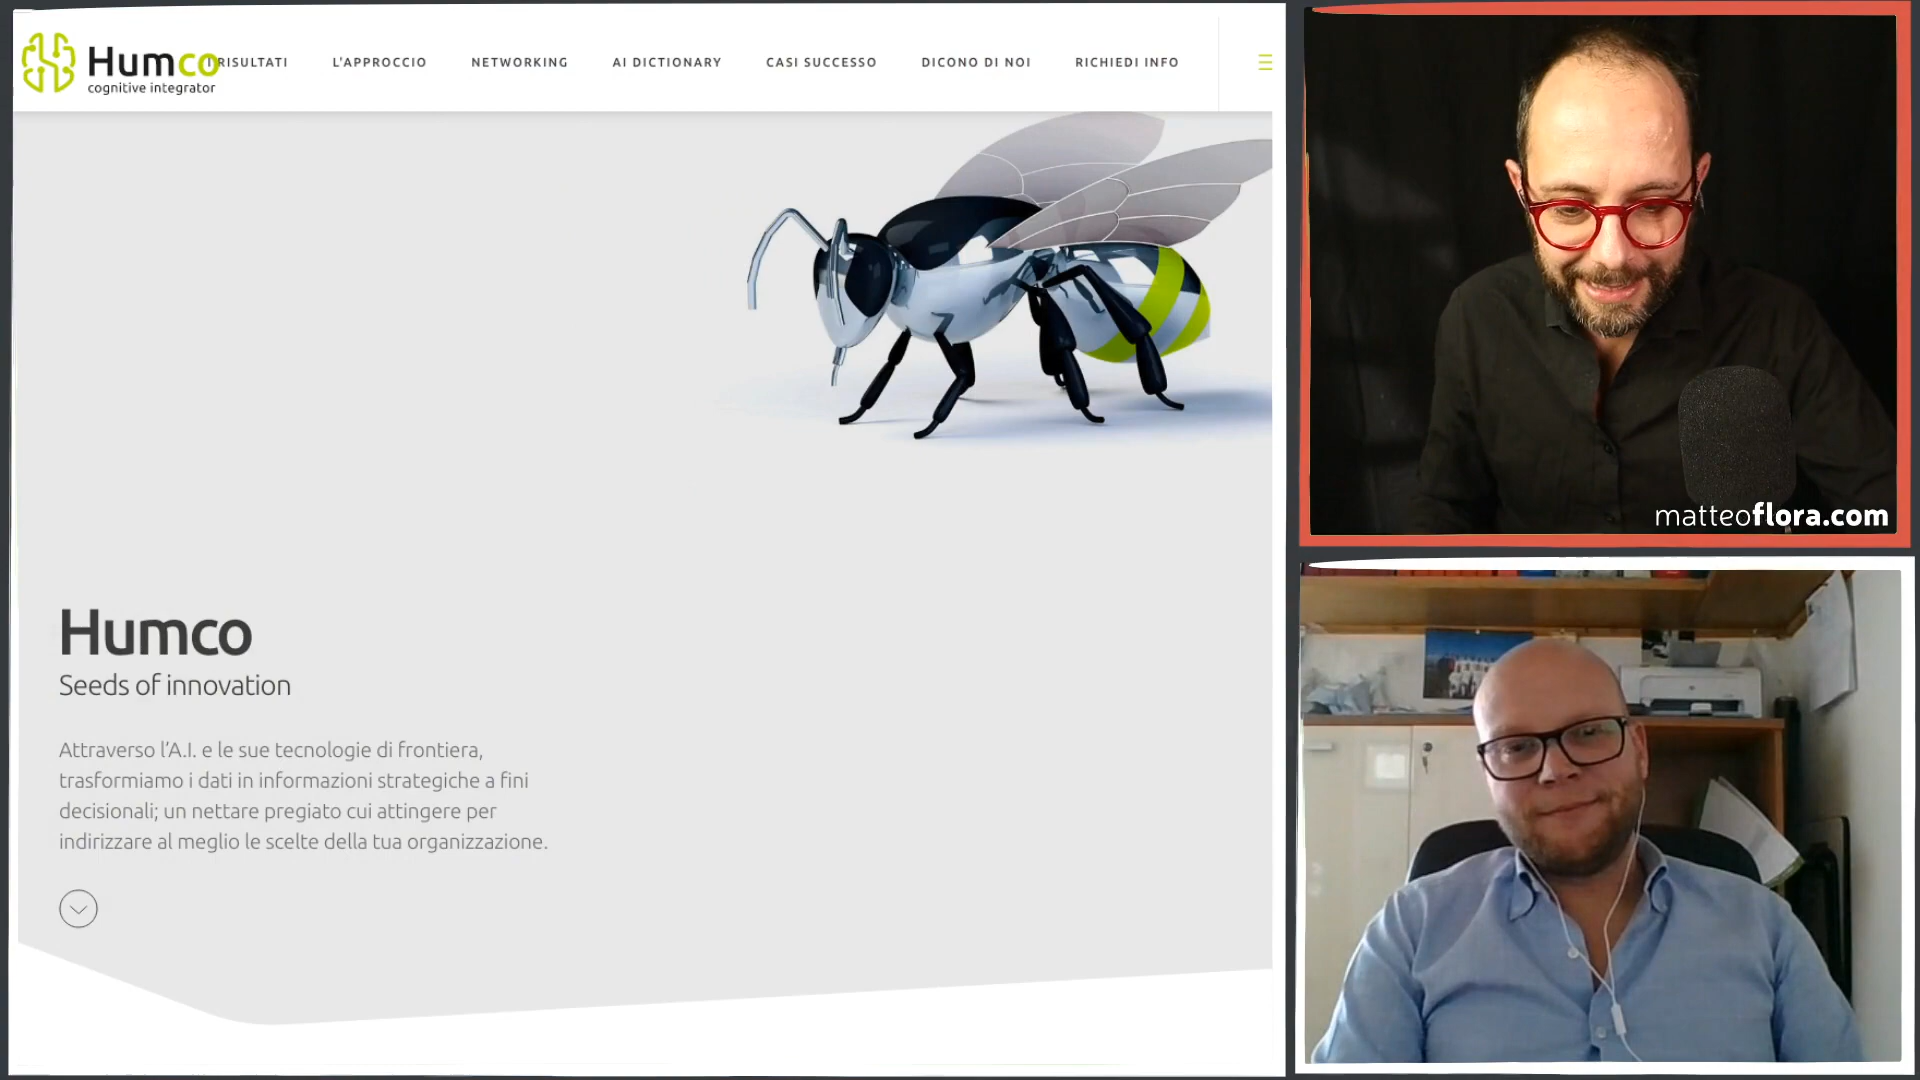 Humco
cognitive integrator
I RISULTATI
L'APPROCCIO
NETWORKING
AI DICTIONARY
CASI SUCCESSO
DICONO DI NOI
RICHIEDI INFO
Humco
Seeds of innovation
Attraverso l'A.I. e le sue tecnologie di frontiera,
trasformiamo i dati in informazioni strategiche a fini
decisionali; un nettare pregiato cui attingere per
indirizzare al meglio le scelte della tua organizzazione.
matteoflora.com